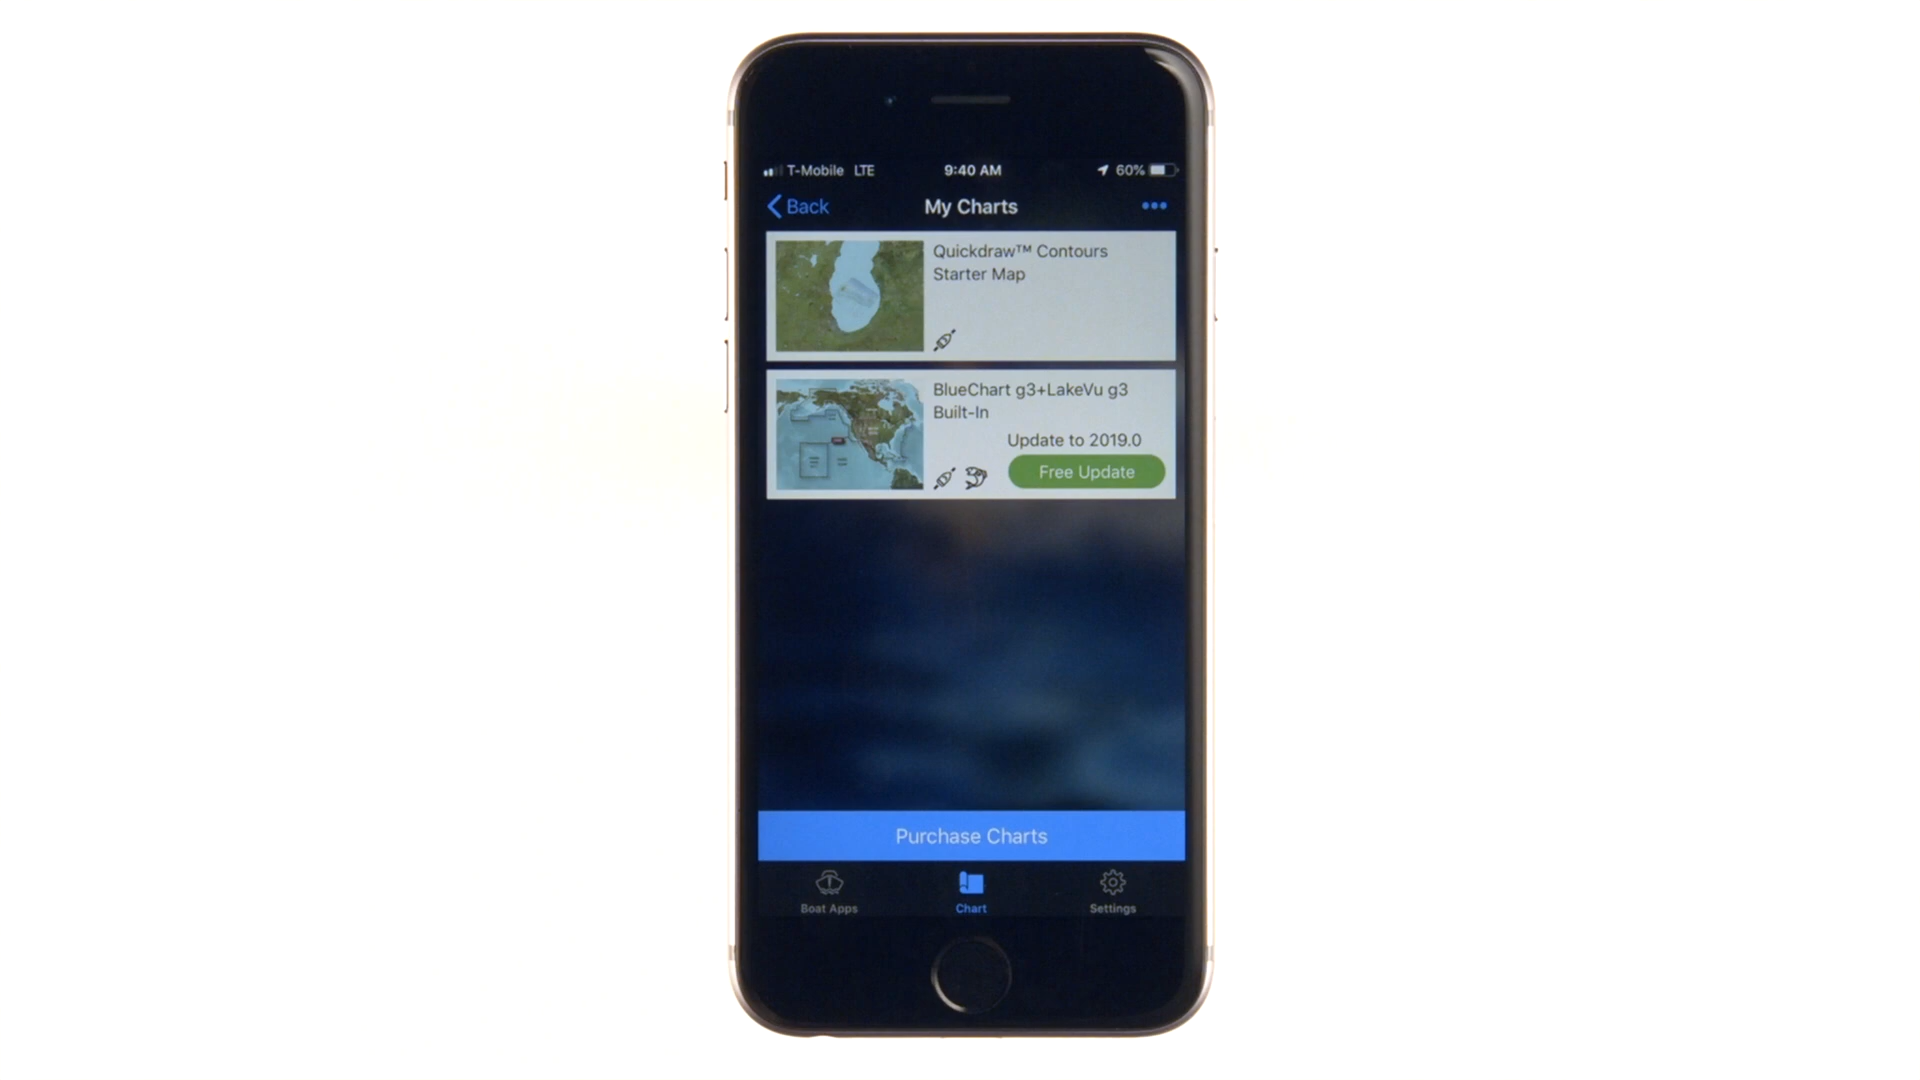 T-Mobile LTE 9:40 AM 60%
Back My Charts
Quickdraw™ Contours
Starter Map
BlueChart g3+LakeVu g3
Built-In
Update to 2019.0
Free Update
Purchase Charts
Boat Apps Chart Settings